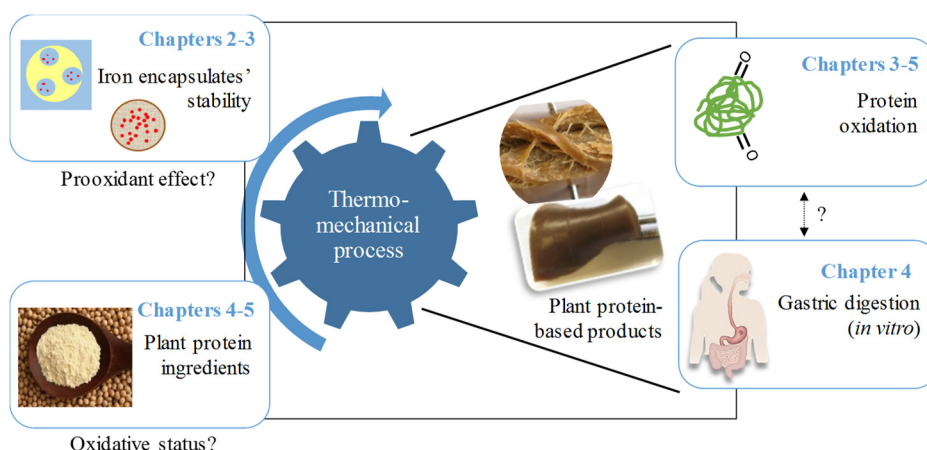 Chapters 2-3
Iron encapsulates’
stability
Prooxidant effect?
Thermo-
mechanical
process
Chapters 4-5
Plant protein
ingredients
Oxidative status?
Plant protein-
based products
Chapters 3-5
O
O
Protein
oxidation
?
Chapter 4
Gastric digestion
(in vitro)